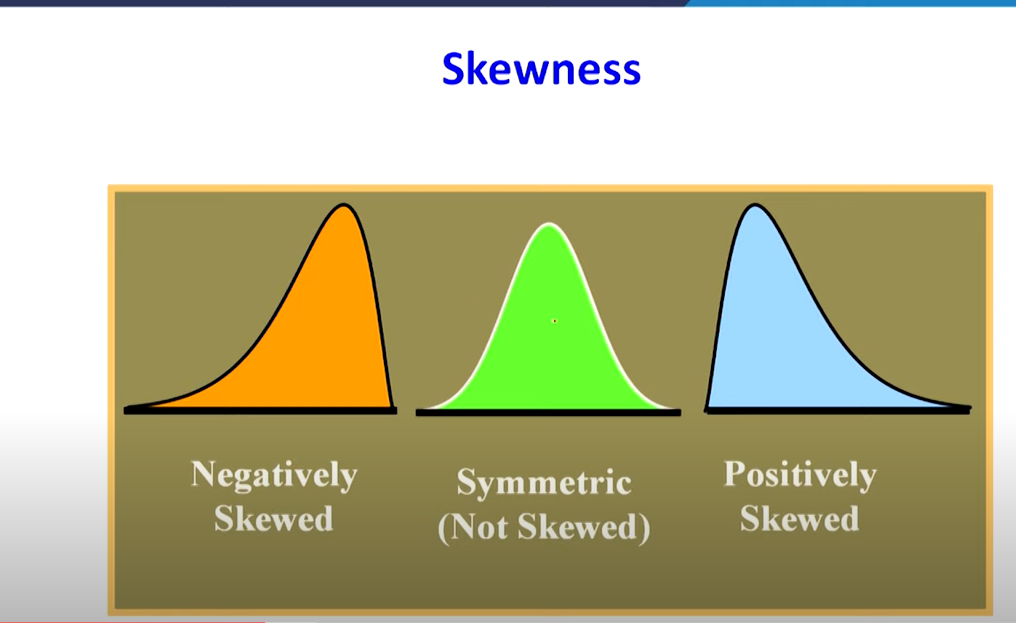 Skewness
Negatively
Skewed
Symmetric
(Not Skewed)
Positively
Skewed